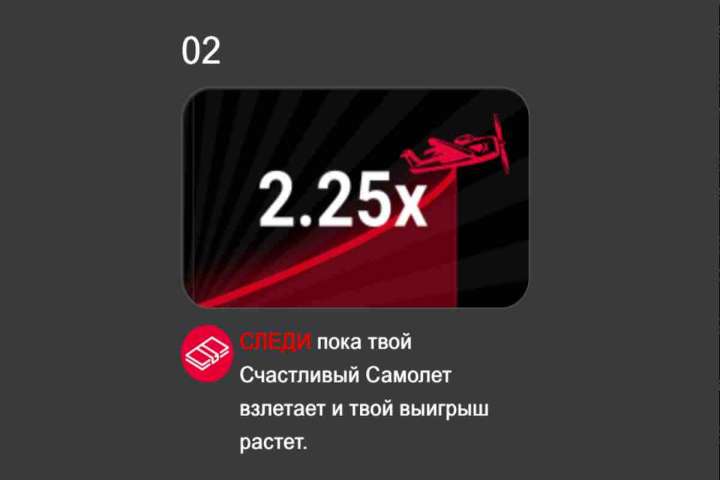 02
2.25x
СЛЕДИ пока твой
Счастливый Самолет
взлетает и твой выигрыш
растет.